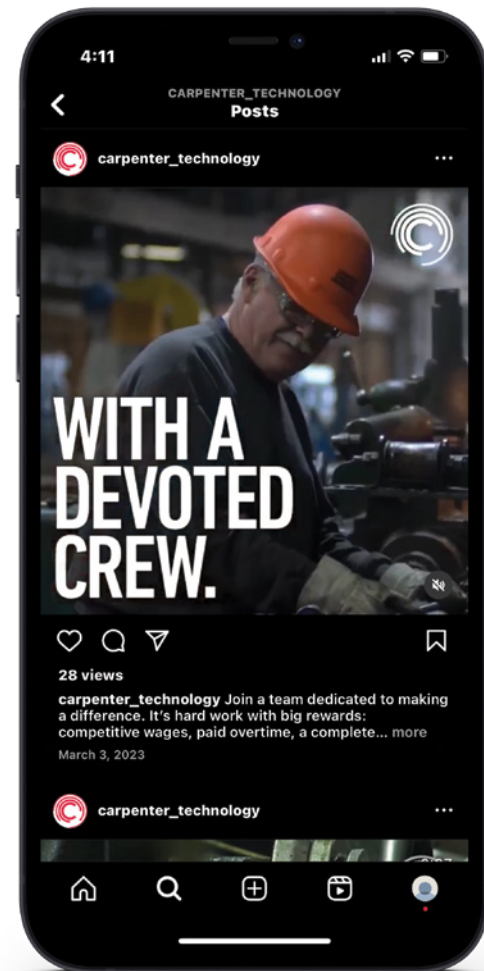 4:11
CARPENTER_TECHNOLOGY
Posts
carpenter_technology
WITH A
DEVOTED
CREW.
28 views
carpenter_technology Join a team dedicated to making
a difference. It's hard work with big rewards:
competitive wages, paid overtime, a complete... more
March 3, 2023
carpenter_technology